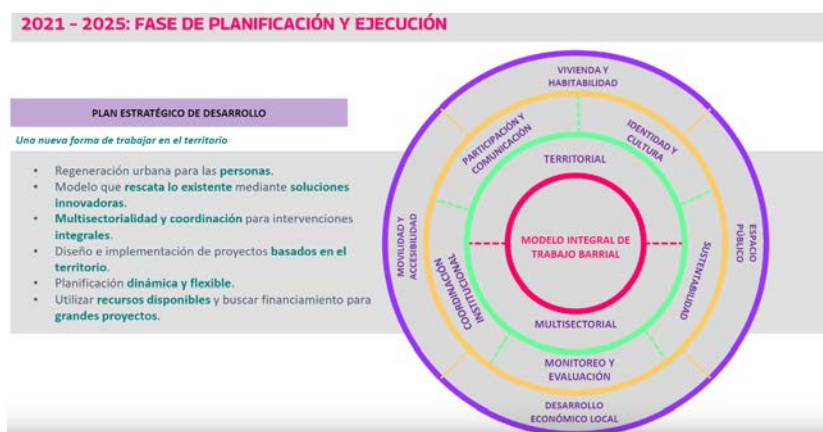 2021 - 2025: FASE DE PLANIFICACIÓN Y EJECUCIÓN
PLAN ESTRATÉGICO DE DESARROLLO
Una nueva forma de trabajar en el territorio
• Regeneración urbana para las personas.
• Modelo que rescata lo existente mediante soluciones
innovadoras.
• Multisectorialidad y coordinación para intervenciones
integrales.
• Diseño e implementación de proyectos basados en el
territorio.
• Planificación dinámica y flexible.
• Utilizar recursos disponibles y buscar financiamiento para
grandes proyectos.
VIVIENDA Y
HABITABILIDAD
PARTICIPACIÓN Y
COMUNICACIÓN
IDENTIDAD Y
CULTURA
TERRITORIAL
MOVILIDAD Y
ACCESIBILIDAD
MODELO INTEGRAL DE
TRABAJO BARRIAL
ESPACIO
PÚBLICO
COORDINACIÓN
INSTITUCIONAL
SUSTENTABILIDAD
MULTISECTORIAL
MONITOREO Y
EVALUACIÓN
DESARROLLO
ECONÓMICO LOCAL